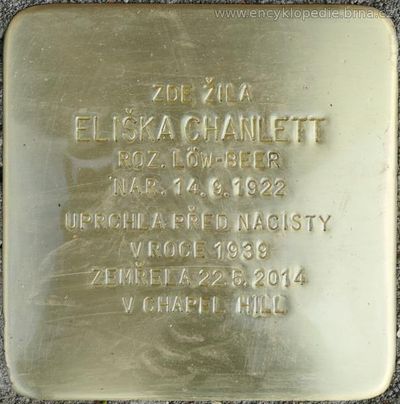 www.encyklopedie.brna.cz
ZDE ŽILA
ELIŠKA CHANLETT
ROZ. LÖW-BEER
NAR. 14.9.1922
UPRCHLA PŘED NACISTY
V ROCE 1939
ZEMŘELA 22.5.2014
V CHAPEL HILL